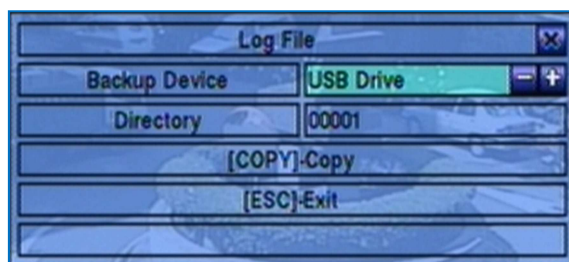 Log File
Backup Device USB Drive
Directory 00001
[COPY]-Copy
[ESC]-Exit